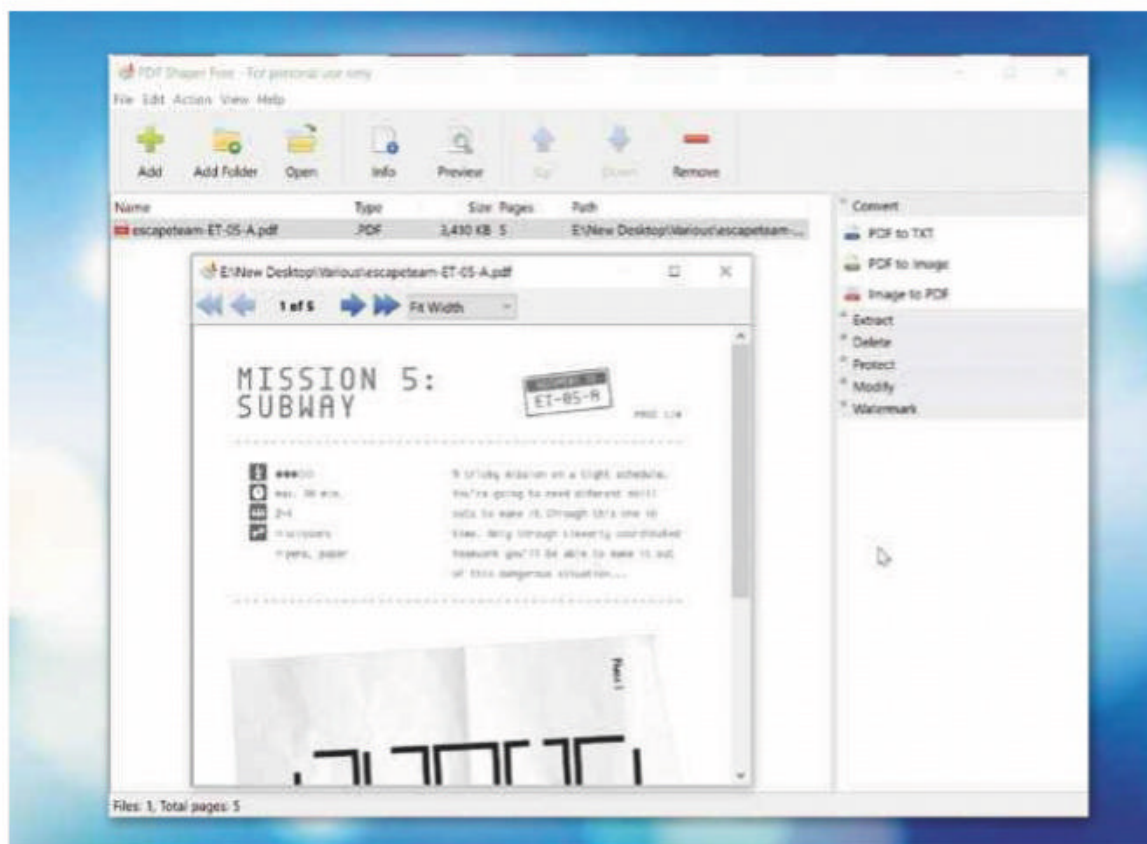 PDF Shaper Free - For personal use only
File Edit Action View Help
Add Add Folder Open Info Preview Up Down Remove
Name Type Size Pages Path
escapeteam-ET-05-A.pdf .PDF 3,410 KB 5 E:\New Desktop\Various\escapeteam-...
Convert
PDF to TXT
PDF to Image
Image to PDF
Extract
Delete
Protect
Modify
Watermark
E:\New Desktop\Various\escapeteam-ET-05-A.pdf
1 of 5 Fit Width
MISSION 5:
SUBWAY
ET-05-A
PAGE 1/4
max. 30 min.
2-4
scissors
pens, paper
A tricky mission on a tight schedule.
You're going to need different skill
sets to make it through this one in
time. Only through cleverly coordinated
teamwork you'll be able to make it out
of this dangerous situation...
Phase 1
Files: 1, Total pages: 5